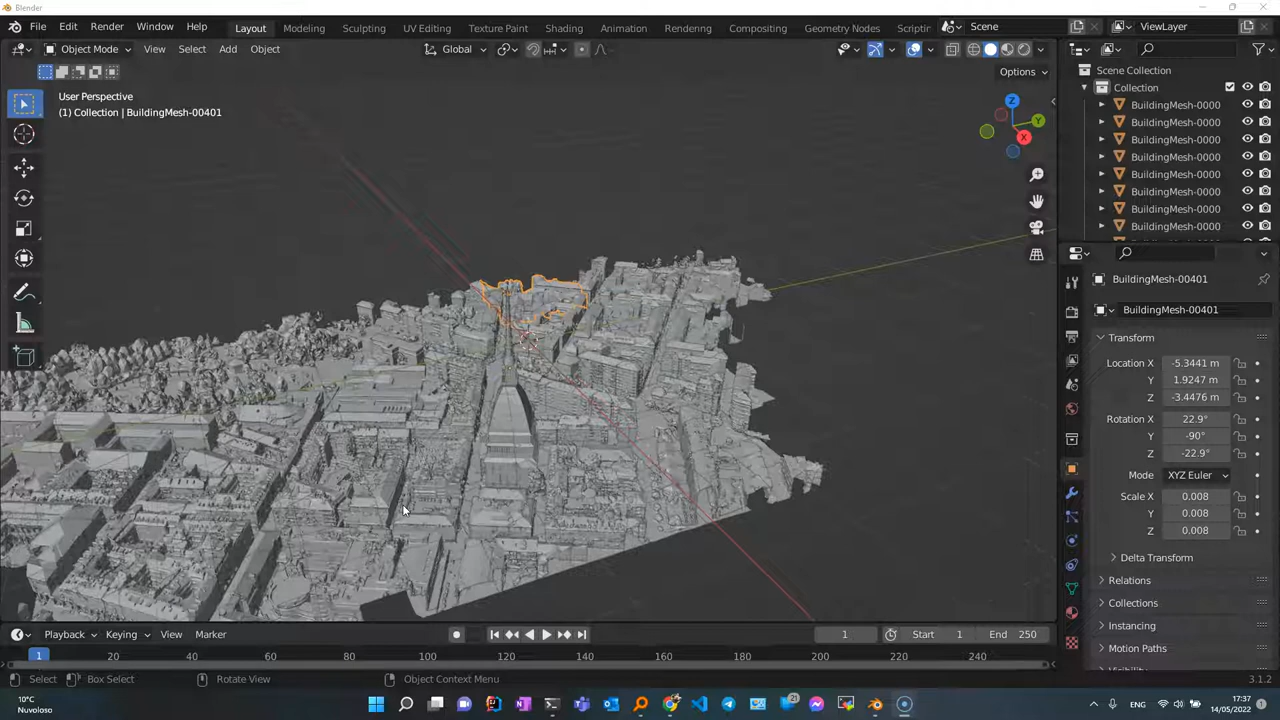 Blender
File Edit Render Window Help Layout Modeling Sculpting UV Editing Texture Paint Shading Animation Rendering Compositing Geometry Nodes Scriptin Scene ViewLayer
Object Mode View Select Add Object Global
Options
User Perspective
(1) Collection | BuildingMesh-00401
Z
Y
X
Scene Collection
Collection
BuildingMesh-0000
BuildingMesh-0000
BuildingMesh-0000
BuildingMesh-0000
BuildingMesh-0000
BuildingMesh-0000
BuildingMesh-0000
BuildingMesh-0000
BuildingMesh-00401
BuildingMesh-00401
Transform
Location X -5.3441 m
Y 1.9247 m
Z -3.4476 m
Rotation X 22.9°
Y -90°
Z -22.9°
Mode XYZ Euler
Scale X 0.008
Y 0.008
Z 0.008
Delta Transform
Relations
Collections
Instancing
Motion Paths
Playback Keying View Marker 1 Start 1 End 250
1 20 40 60 80 100 120 140 160 180 200 220 240
Select Box Select Rotate View Object Context Menu 3.1.2
10°C
Nuvoloso
21
ENG
17:37
14/05/2022